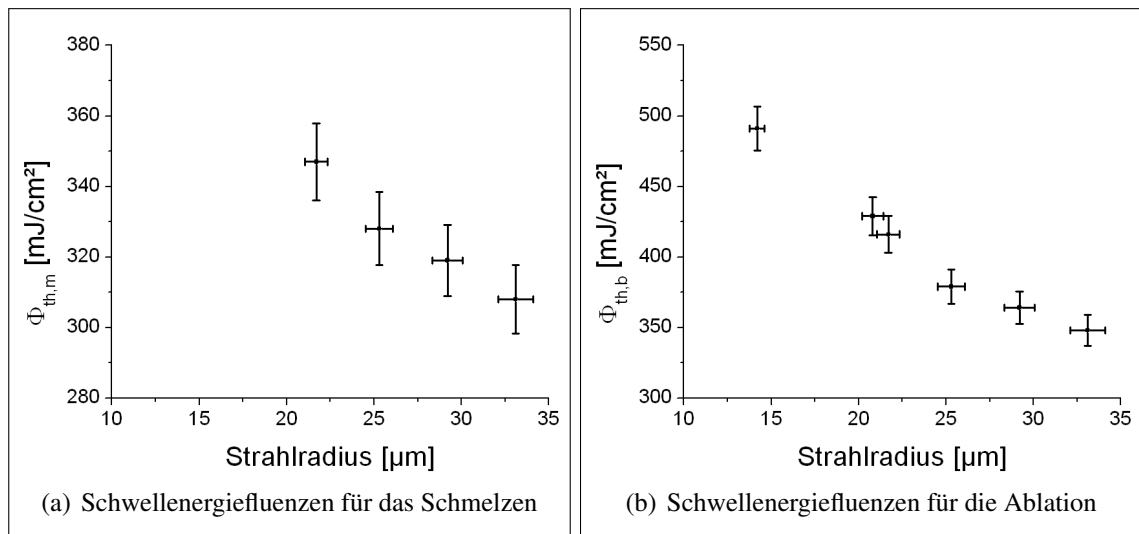 380
360
340
320
300
280
Φth,m [mJ/cm²]
10 15 20 25 30 35
Strahlradius [µm]
(a) Schwellenergiefluenzen für das Schmelzen
550
500
450
400
350
300
Φth,b [mJ/cm²]
10 15 20 25 30 35
Strahlradius [µm]
(b) Schwellenergiefluenzen für die Ablation